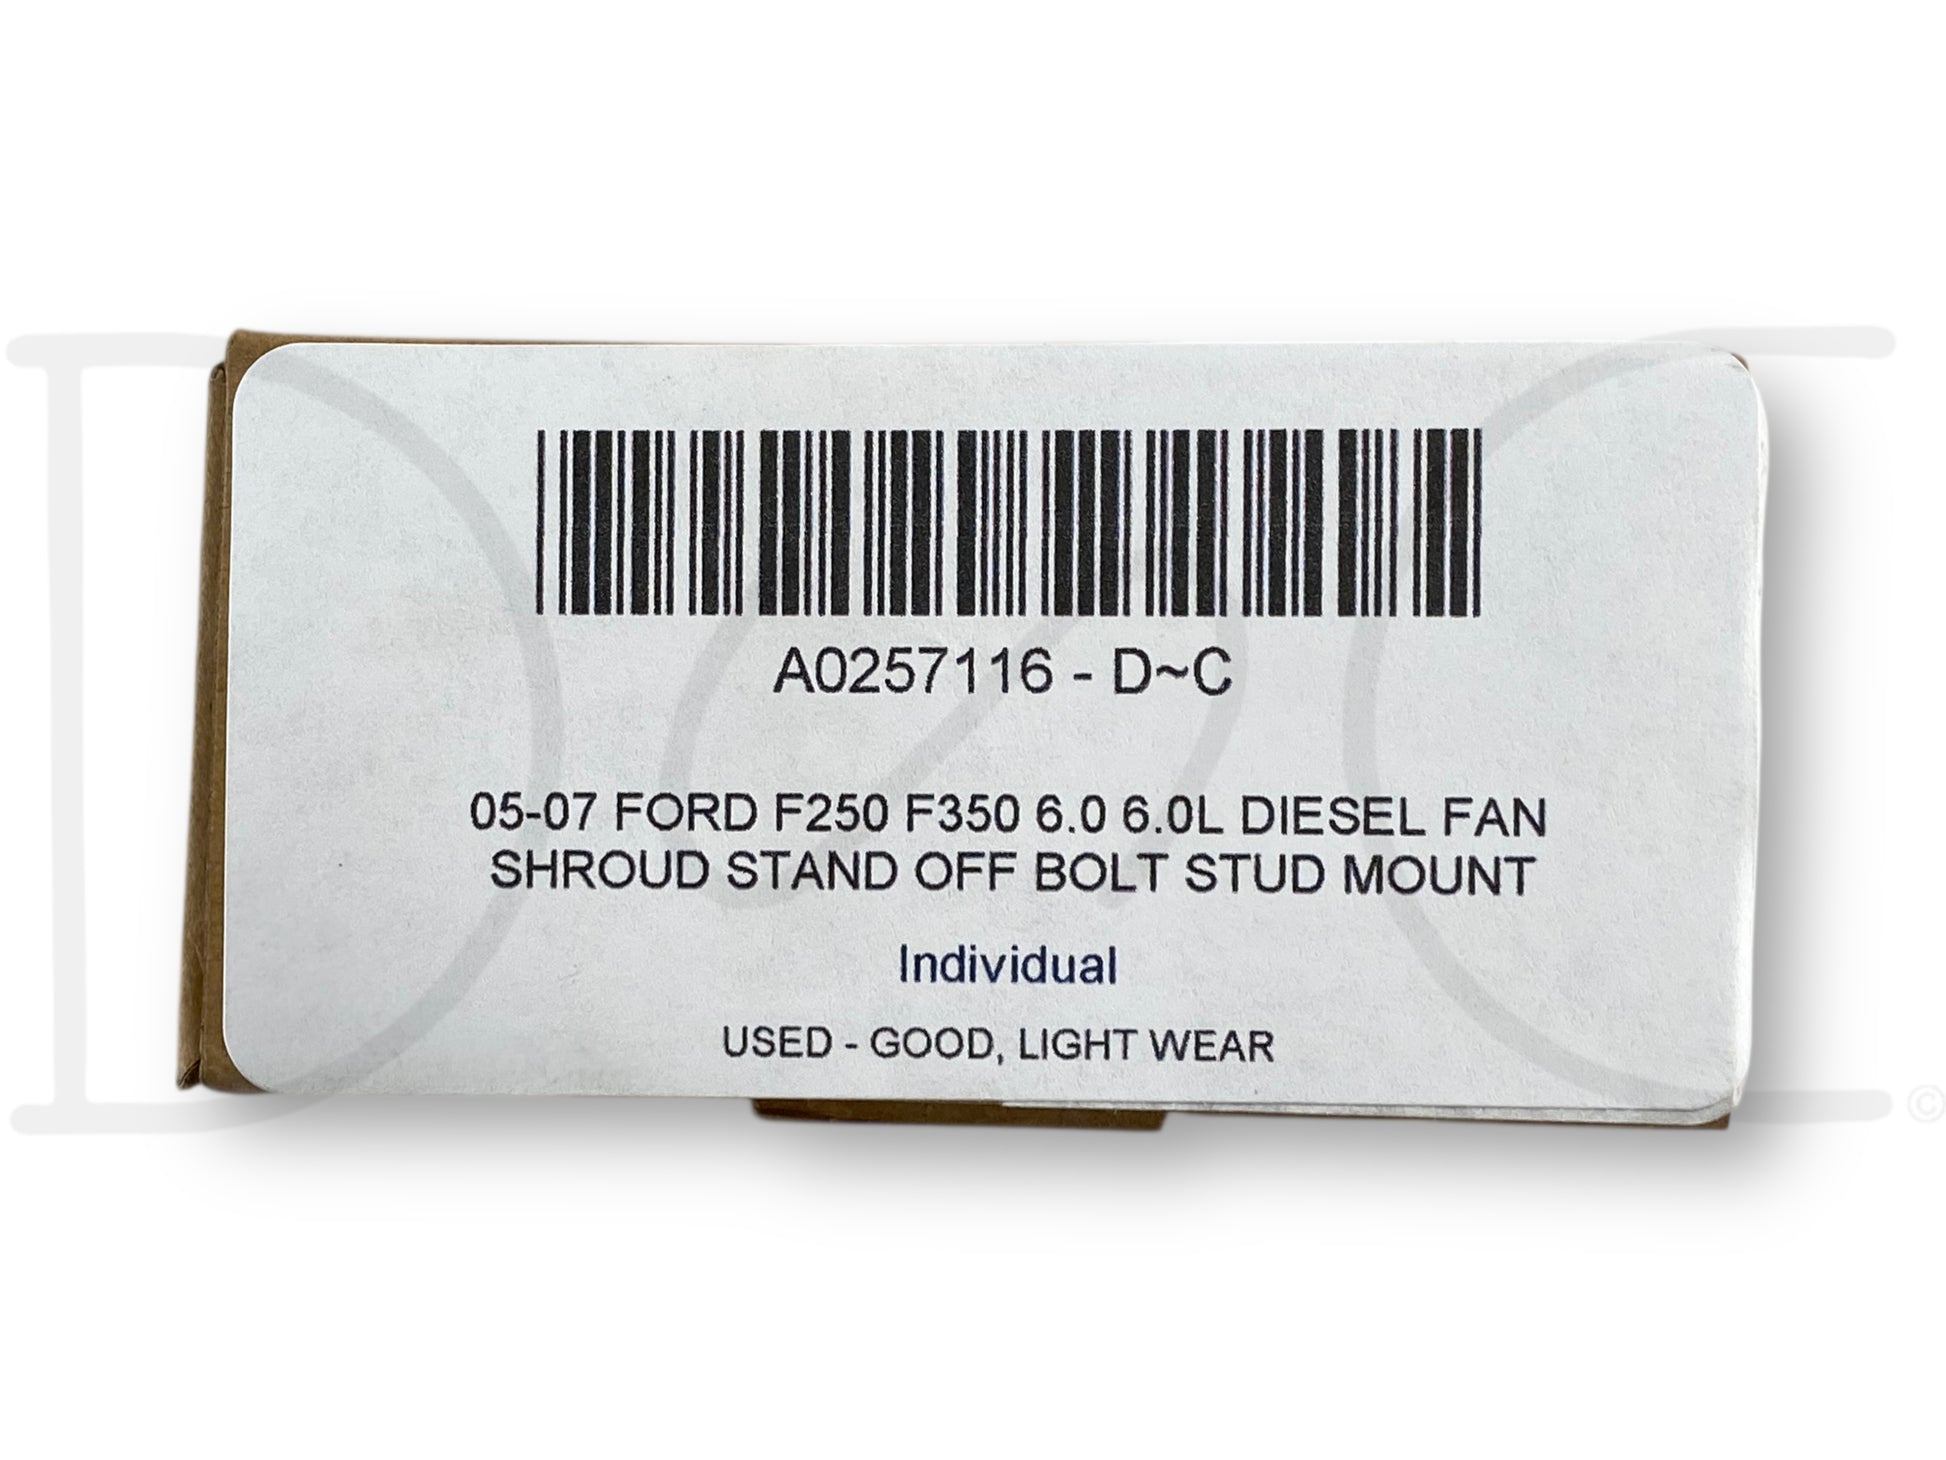 A0257116 - D~C
05-07 FORD F250 F350 6.0 6.0L DIESEL FAN
SHROUD STAND OFF BOLT STUD MOUNT
Individual
USED - GOOD, LIGHT WEAR
©